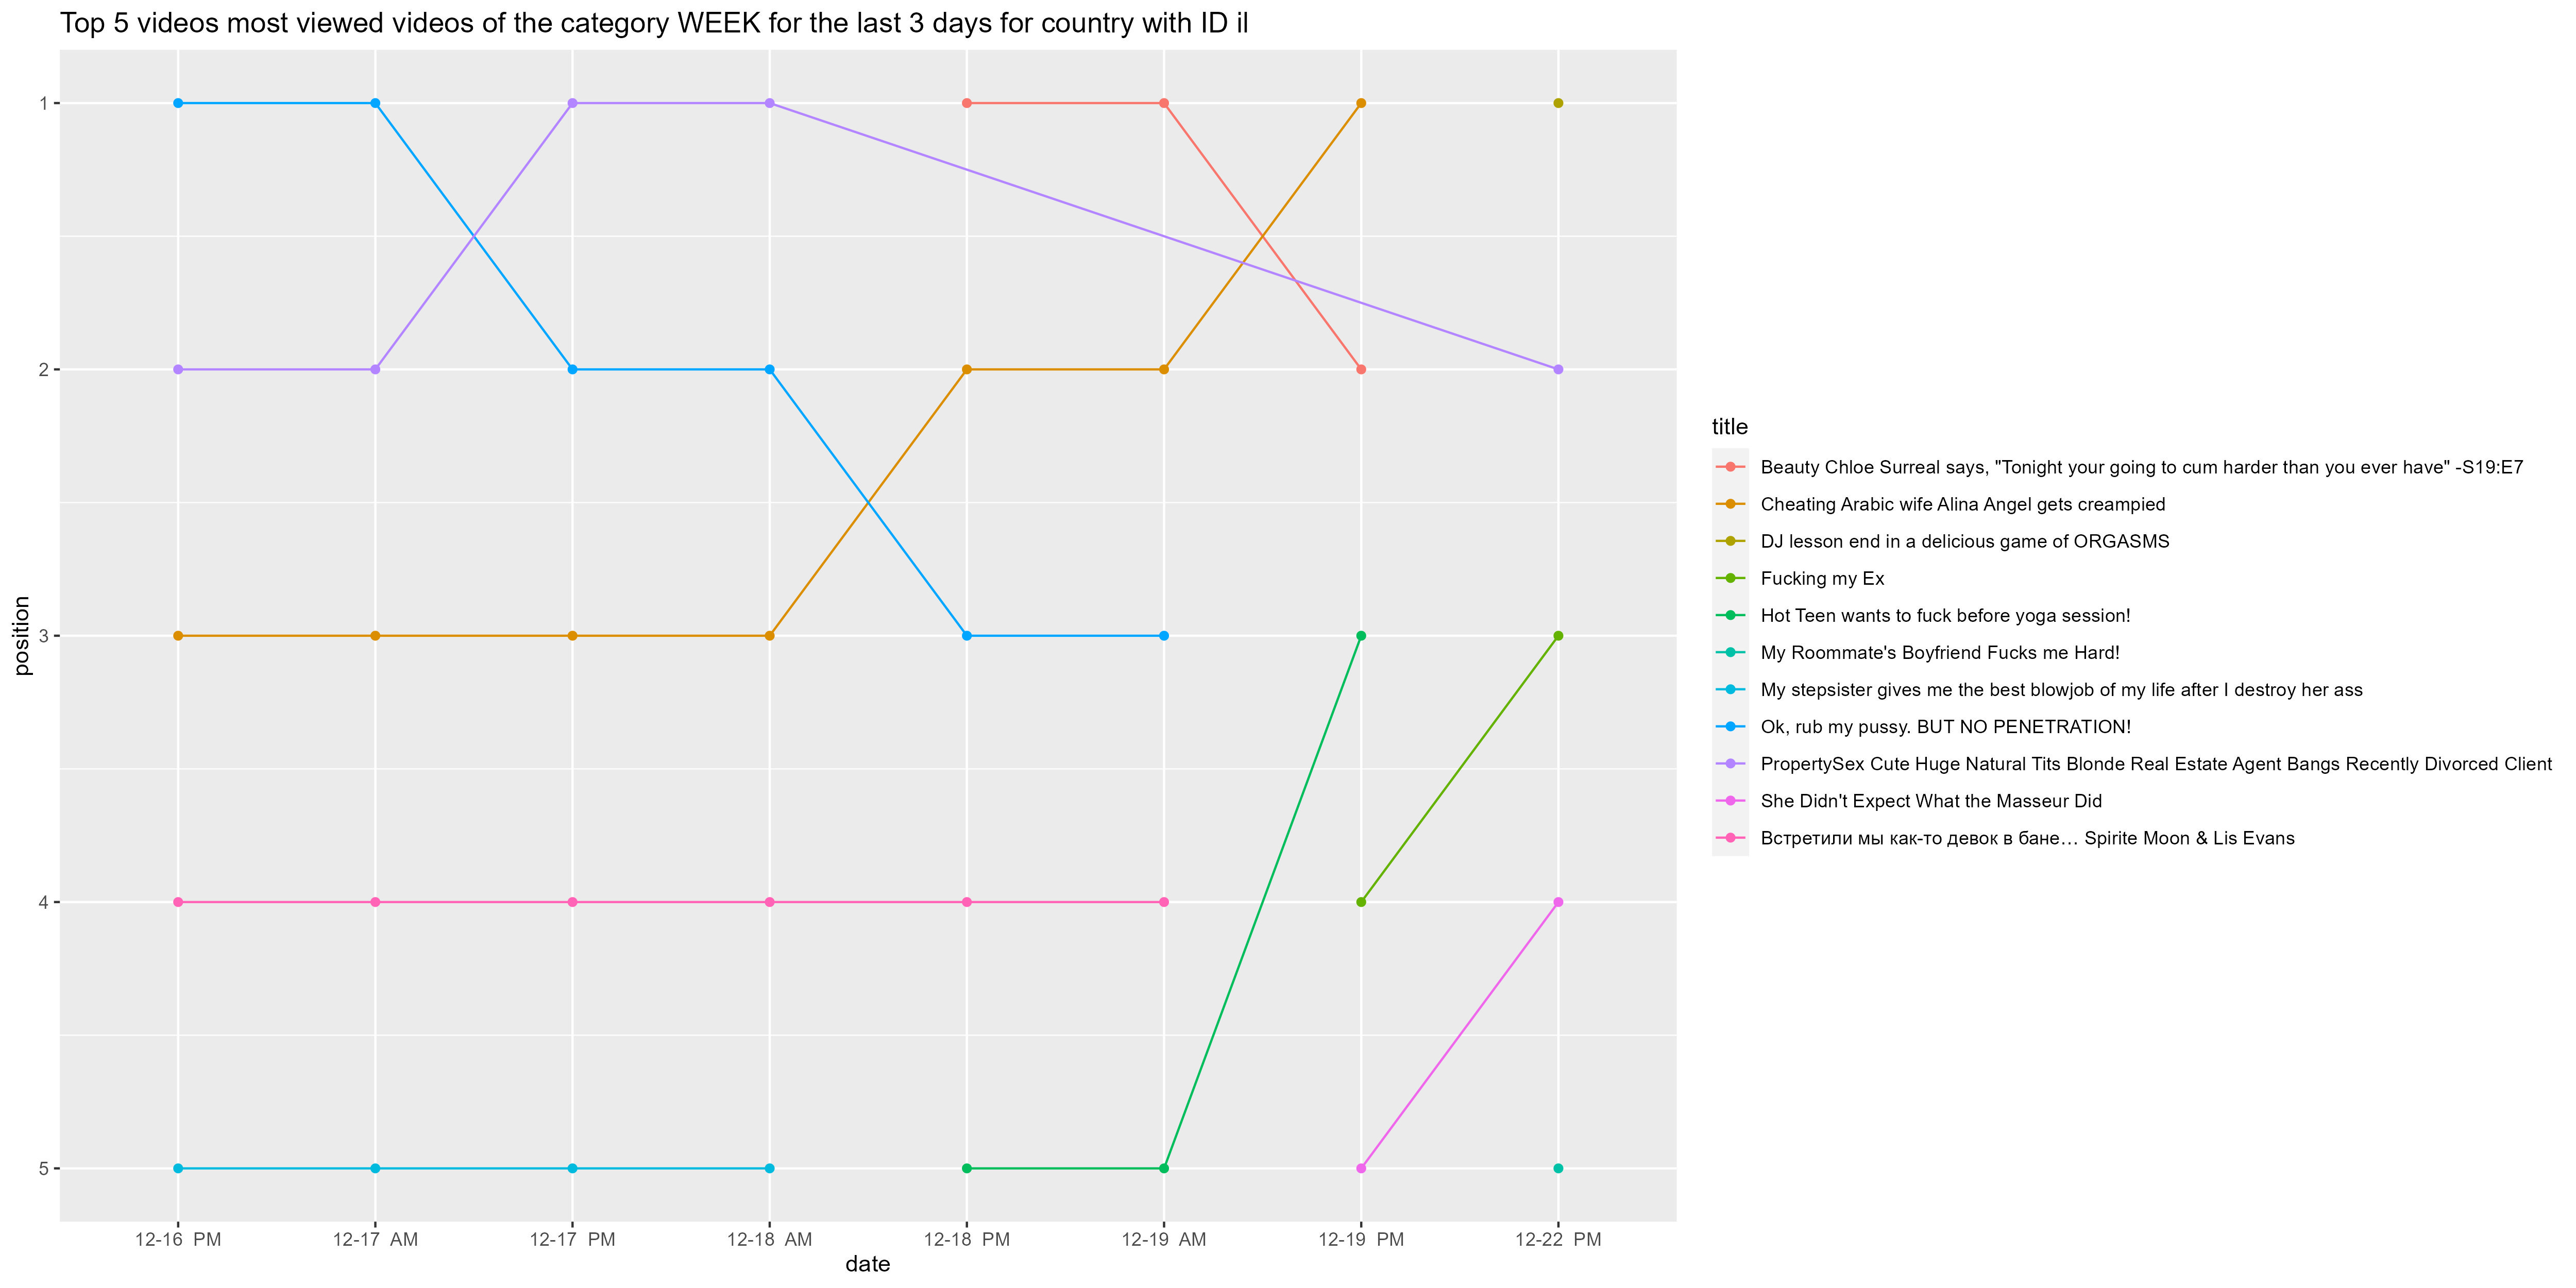 Top 5 videos most viewed videos of the category WEEK for the last 3 days for country with ID il
1
2
3
4
5
position
12-16 PM
12-17 AM
12-17 PM
12-18 AM
12-18 PM
12-19 AM
12-19 PM
12-22 PM
date
title
Beauty Chloe Surreal says, "Tonight your going to cum harder than you ever have" -S19:E7
Cheating Arabic wife Alina Angel gets creampied
DJ lesson end in a delicious game of ORGASMS
Fucking my Ex
Hot Teen wants to fuck before yoga session!
My Roommate's Boyfriend Fucks me Hard!
My stepsister gives me the best blowjob of my life after I destroy her ass
Ok, rub my pussy. BUT NO PENETRATION!
PropertySex Cute Huge Natural Tits Blonde Real Estate Agent Bangs Recently Divorced Client
She Didn't Expect What the Masseur Did
Встретили мы как-то девок в бане… Spirite Moon & Lis Evans